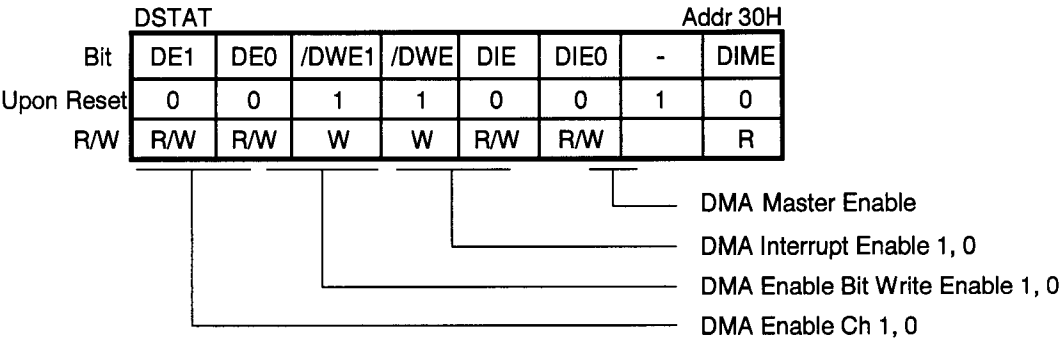 DSTAT Addr 30H
Bit DE1 DE0 /DWE1 /DWE DIE DIE0 - DIME
Upon Reset 0 0 1 1 0 0 1 0
R/W R/W R/W W W R/W R/W R
DMA Master Enable
DMA Interrupt Enable 1, 0
DMA Enable Bit Write Enable 1, 0
DMA Enable Ch 1, 0